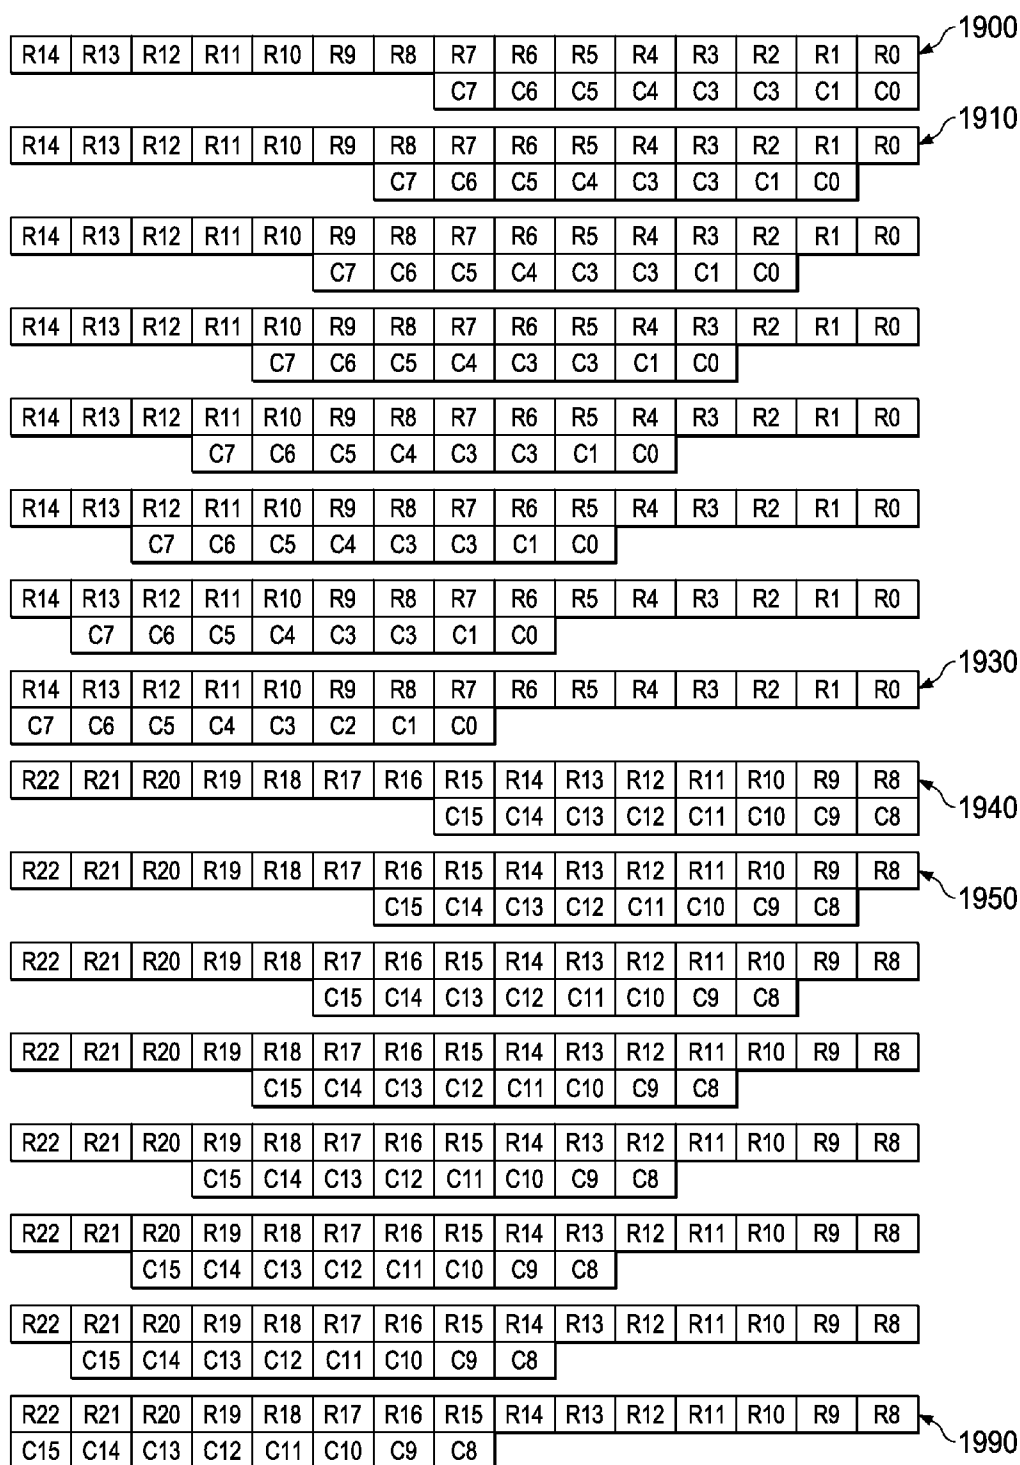 1900
R14 R13 R12 R11 R10 R9 R8 R7 R6 R5 R4 R3 R2 R1 R0
C7 C6 C5 C4 C3 C3 C1 C0
1910
R14 R13 R12 R11 R10 R9 R8 R7 R6 R5 R4 R3 R2 R1 R0
C7 C6 C5 C4 C3 C3 C1 C0
R14 R13 R12 R11 R10 R9 R8 R7 R6 R5 R4 R3 R2 R1 R0
C7 C6 C5 C4 C3 C3 C1 C0
R14 R13 R12 R11 R10 R9 R8 R7 R6 R5 R4 R3 R2 R1 R0
C7 C6 C5 C4 C3 C3 C1 C0
R14 R13 R12 R11 R10 R9 R8 R7 R6 R5 R4 R3 R2 R1 R0
C7 C6 C5 C4 C3 C3 C1 C0
R14 R13 R12 R11 R10 R9 R8 R7 R6 R5 R4 R3 R2 R1 R0
C7 C6 C5 C4 C3 C3 C1 C0
R14 R13 R12 R11 R10 R9 R8 R7 R6 R5 R4 R3 R2 R1 R0
C7 C6 C5 C4 C3 C3 C1 C0
1930
R14 R13 R12 R11 R10 R9 R8 R7 R6 R5 R4 R3 R2 R1 R0
C7 C6 C5 C4 C3 C2 C1 C0
R22 R21 R20 R19 R18 R17 R16 R15 R14 R13 R12 R11 R10 R9 R8
1940
C15 C14 C13 C12 C11 C10 C9 C8
R22 R21 R20 R19 R18 R17 R16 R15 R14 R13 R12 R11 R10 R9 R8
1950
C15 C14 C13 C12 C11 C10 C9 C8
R22 R21 R20 R19 R18 R17 R16 R15 R14 R13 R12 R11 R10 R9 R8
C15 C14 C13 C12 C11 C10 C9 C8
R22 R21 R20 R19 R18 R17 R16 R15 R14 R13 R12 R11 R10 R9 R8
C15 C14 C13 C12 C11 C10 C9 C8
R22 R21 R20 R19 R18 R17 R16 R15 R14 R13 R12 R11 R10 R9 R8
C15 C14 C13 C12 C11 C10 C9 C8
R22 R21 R20 R19 R18 R17 R16 R15 R14 R13 R12 R11 R10 R9 R8
C15 C14 C13 C12 C11 C10 C9 C8
R22 R21 R20 R19 R18 R17 R16 R15 R14 R13 R12 R11 R10 R9 R8
C15 C14 C13 C12 C11 C10 C9 C8
R22 R21 R20 R19 R18 R17 R16 R15 R14 R13 R12 R11 R10 R9 R8
1990
C15 C14 C13 C12 C11 C10 C9 C8